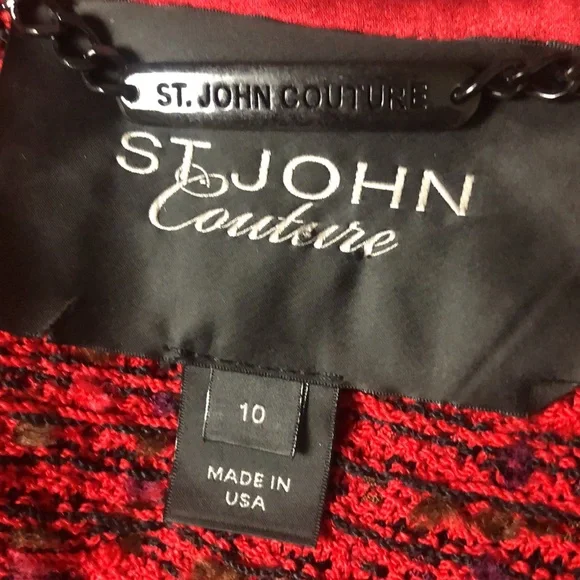 ST. JOHN COUTURE
ST. JOHN
Couture
10
MADE IN
USA